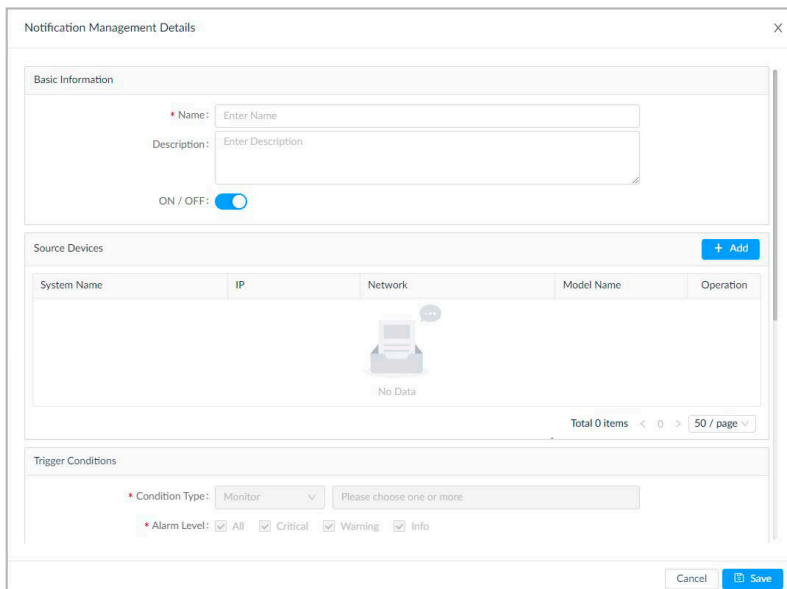 Notification Management Details X
Basic Information
* Name: Enter Name
Description: Enter Description
ON / OFF:
Source Devices + Add
System Name IP Network Model Name Operation
No Data
Total 0 items < 0 > 50 / page
Trigger Conditions
* Condition Type: Monitor Please choose one or more
* Alarm Level: All Critical Warning Info
Cancel Save